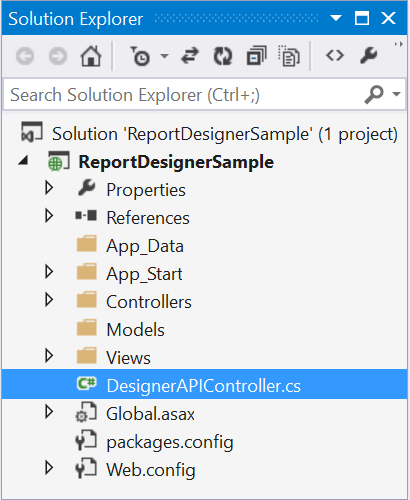 Solution Explorer
Search Solution Explorer (Ctrl+;)
Solution 'ReportDesignerSample' (1 project)
ReportDesignerSample
Properties
References
App_Data
App_Start
Controllers
Models
Views
C# DesignerAPIController.cs
Global.asax
packages.config
Web.config